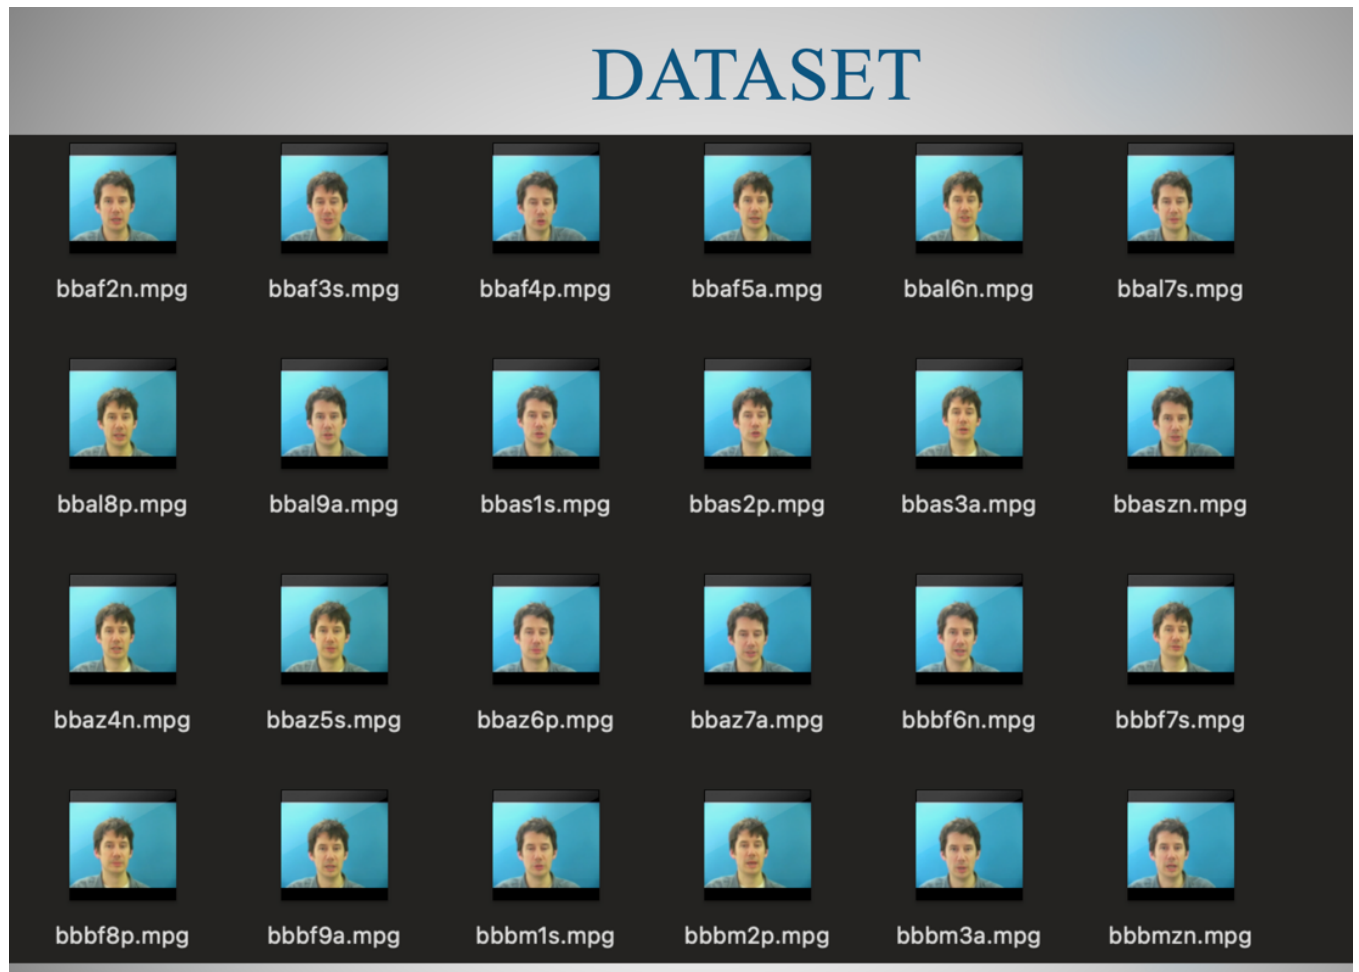 DATASET
bbaf2n.mpg bbaf3s.mpg bbaf4p.mpg bbaf5a.mpg bbal6n.mpg bbal7s.mpg
bbal8p.mpg bbal9a.mpg bbas1s.mpg bbas2p.mpg bbas3a.mpg bbaszn.mpg
bbaz4n.mpg bbaz5s.mpg bbaz6p.mpg bbaz7a.mpg bbbf6n.mpg bbbf7s.mpg
bbbf8p.mpg bbbf9a.mpg bbbm1s.mpg bbbm2p.mpg bbbm3a.mpg bbbmzn.mpg